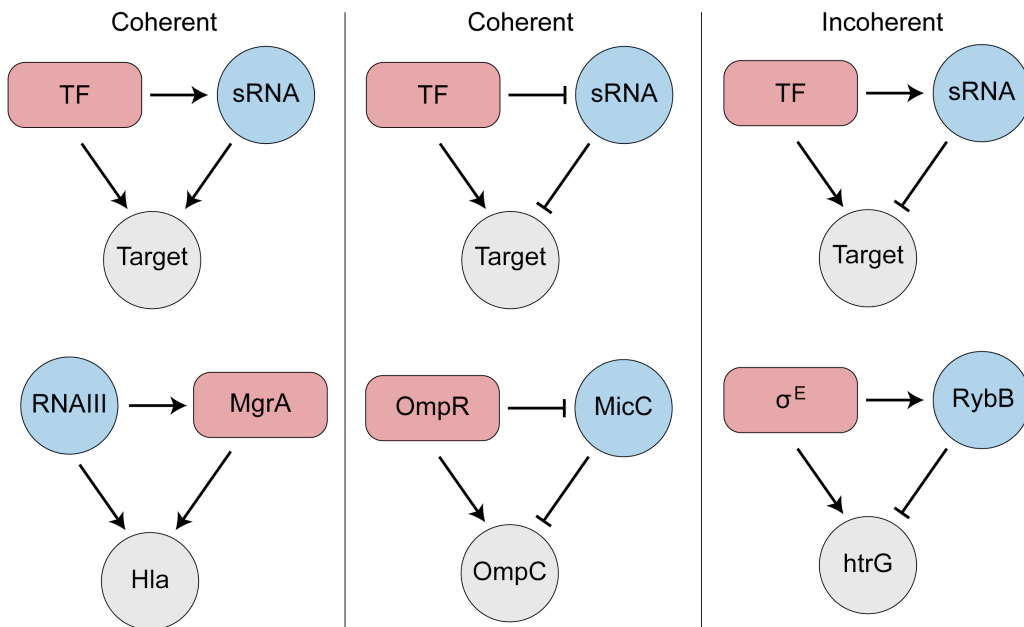 Coherent
TF
sRNA
Target
RNAIII
MgrA
Hla
Coherent
TF
sRNA
Target
OmpR
MicC
OmpC
Incoherent
TF
sRNA
Target
σE
RybB
htrG